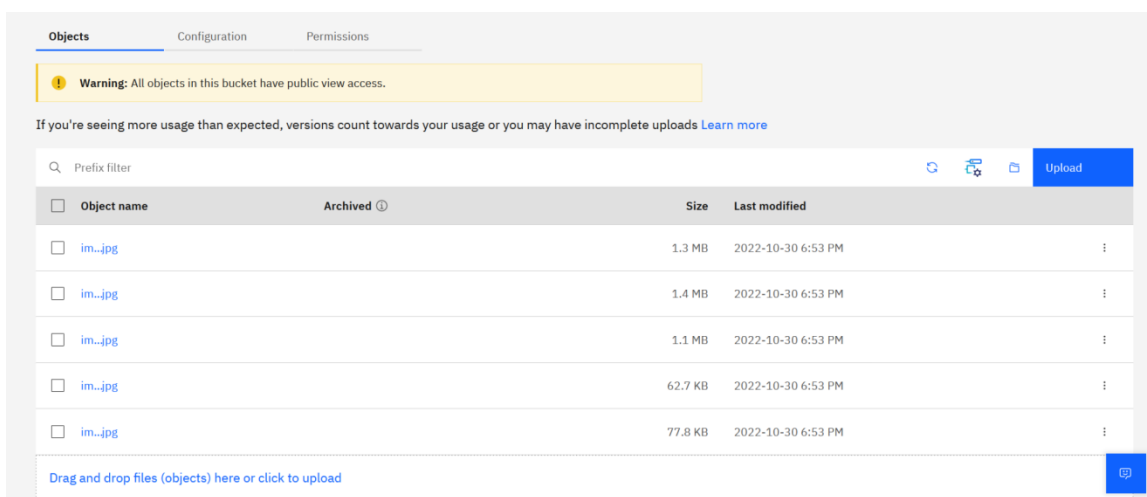 Objects Configuration Permissions
Warning: All objects in this bucket have public view access.
If you're seeing more usage than expected, versions count towards your usage or you may have incomplete uploads Learn more
Prefix filter Upload
Object name Archived Size Last modified
im...jpg 1.3 MB 2022-10-30 6:53 PM
im...jpg 1.4 MB 2022-10-30 6:53 PM
im...jpg 1.1 MB 2022-10-30 6:53 PM
im...jpg 62.7 KB 2022-10-30 6:53 PM
im...jpg 77.8 KB 2022-10-30 6:53 PM
Drag and drop files (objects) here or click to upload